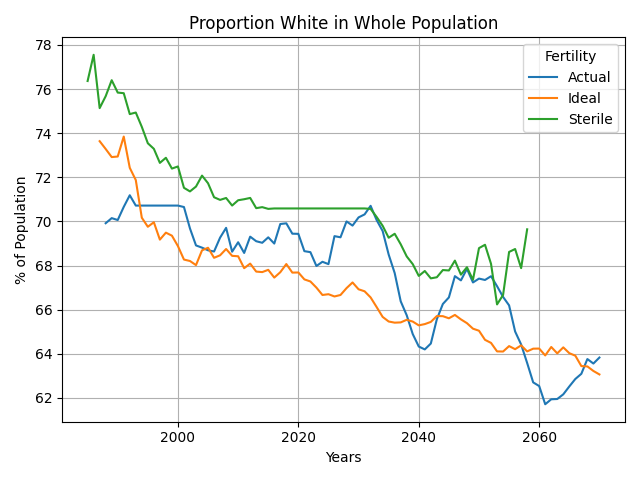 Proportion White in Whole Population
Fertility
Actual
Ideal
Sterile
% of Population
78
76
74
72
70
68
66
64
62
2000
2020
2040
2060
Years